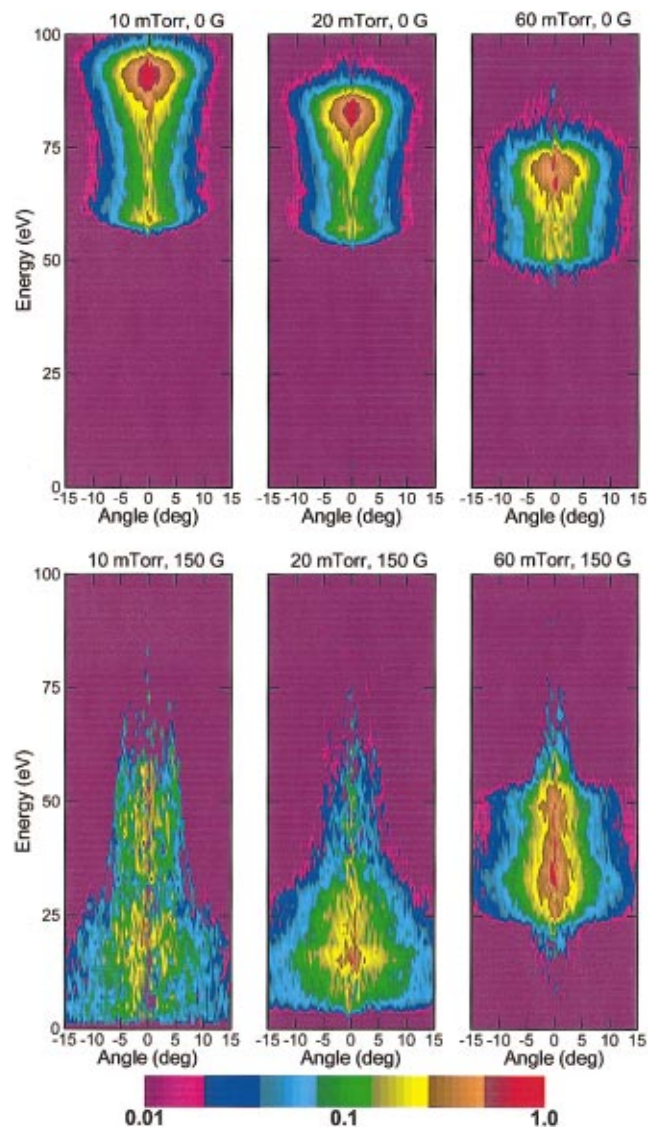 10 mTorr, 0 G
20 mTorr, 0 G
60 mTorr, 0 G
100
75
50
25
0
Energy (eV)
-15 -10 -5 0 5 10 15
-15 -10 -5 0 5 10 15
-15 -10 -5 0 5 10 15
Angle (deg)
Angle (deg)
Angle (deg)
10 mTorr, 150 G
20 mTorr, 150 G
60 mTorr, 150 G
100
75
50
25
0
Energy (eV)
-15 -10 -5 0 5 10 15
-15 -10 -5 0 5 10 15
-15 -10 -5 0 5 10 15
Angle (deg)
Angle (deg)
Angle (deg)
0.01 0.1 1.0